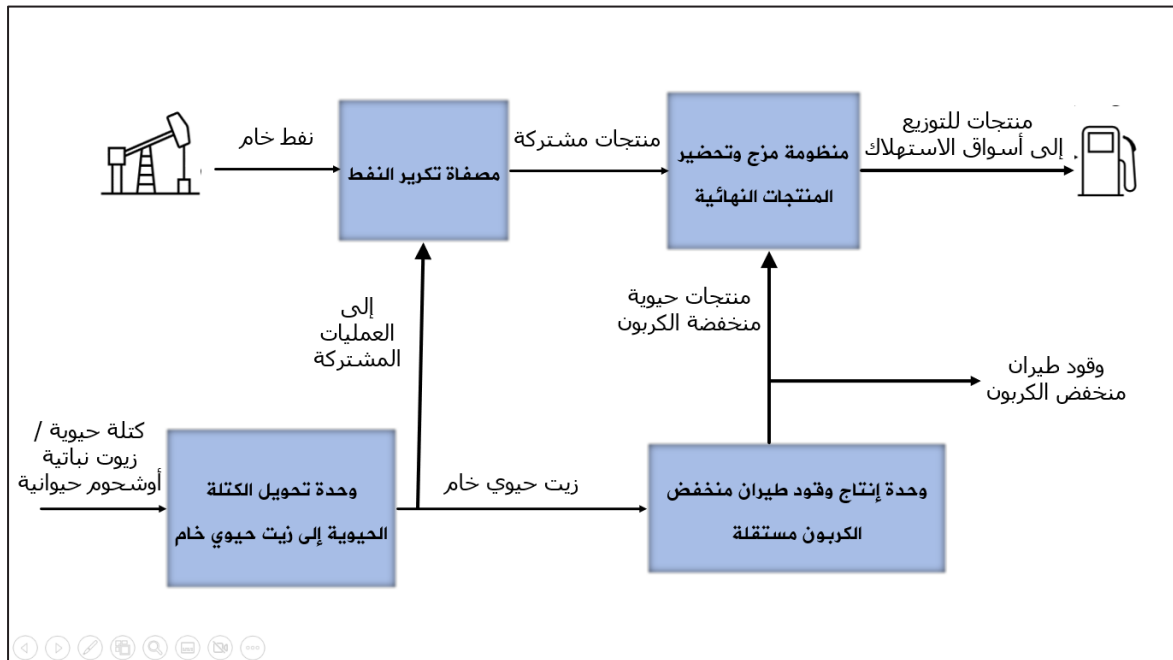 نفط خام
مصفاة تكرير النفط
منتجات مشتركة
منظومة مزج وتحضير
المنتجات النهائية
منتجات للتوزيع
إلى أسواق الاستهلاك
إلى
العمليات
المشتركة
منتجات حيوية
منخفضة الكربون
وقود طيران
منخفض الكربون
كتلة حيوية /
زيوت نباتية
أوشحوم حيوانية
وحدة تحويل الكتلة
الحيوية إلى زيت حيوي خام
زيت حيوي خام
وحدة إنتاج وقود طيران منخفض
الكربون مستقلة